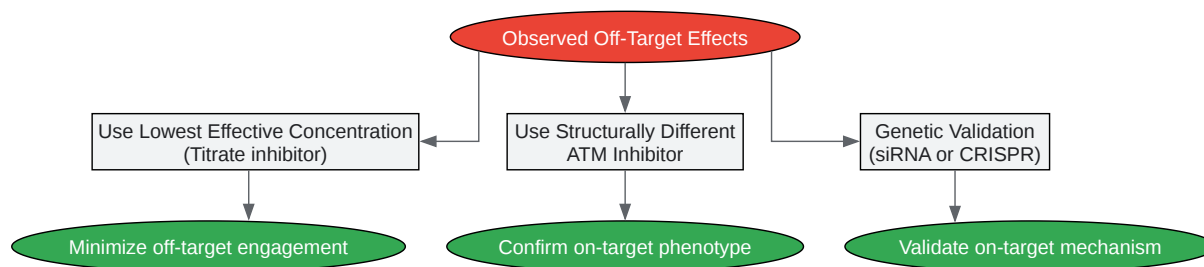 Observed Off-Target Effects
Use Lowest Effective Concentration
(Titrate inhibitor)
Use Structurally Different
ATM Inhibitor
Genetic Validation
(siRNA or CRISPR)
Minimize off-target engagement
Confirm on-target phenotype
Validate on-target mechanism